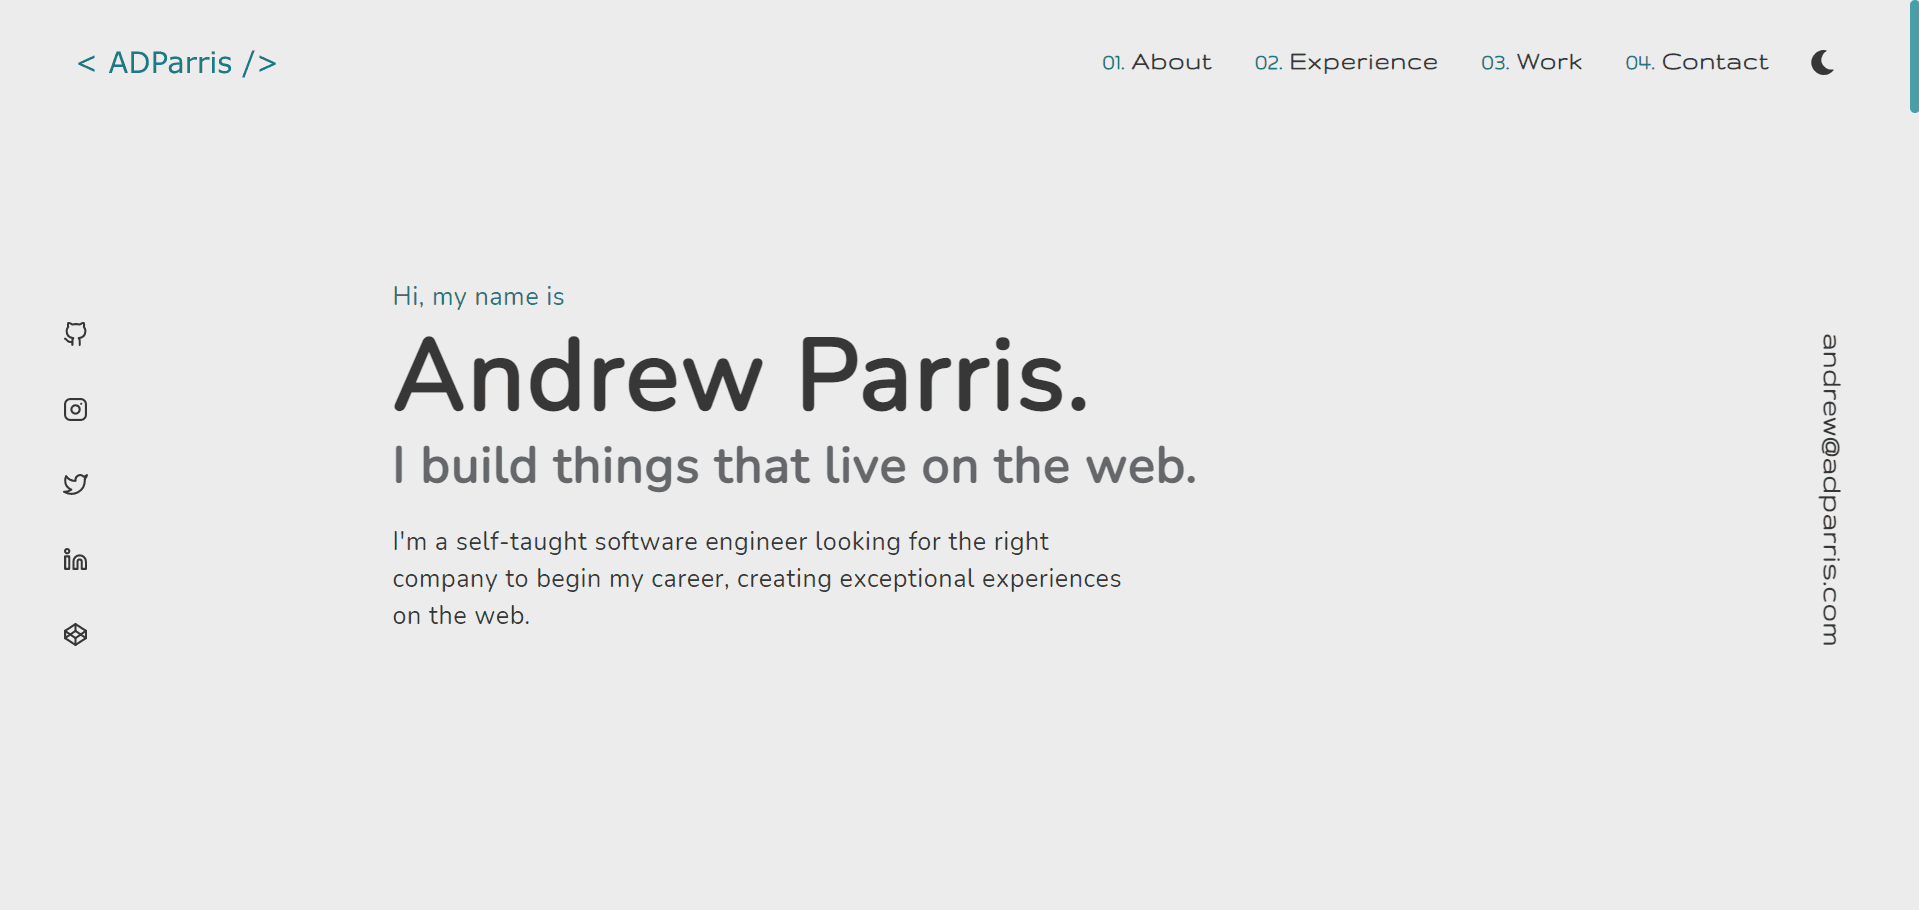 < ADParris />
01. About
02. Experience
03. Work
04. Contact
Hi, my name is
Andrew Parris.
I build things that live on the web.
I'm a self-taught software engineer looking for the right
company to begin my career, creating exceptional experiences
on the web.
andrew@adparris.com